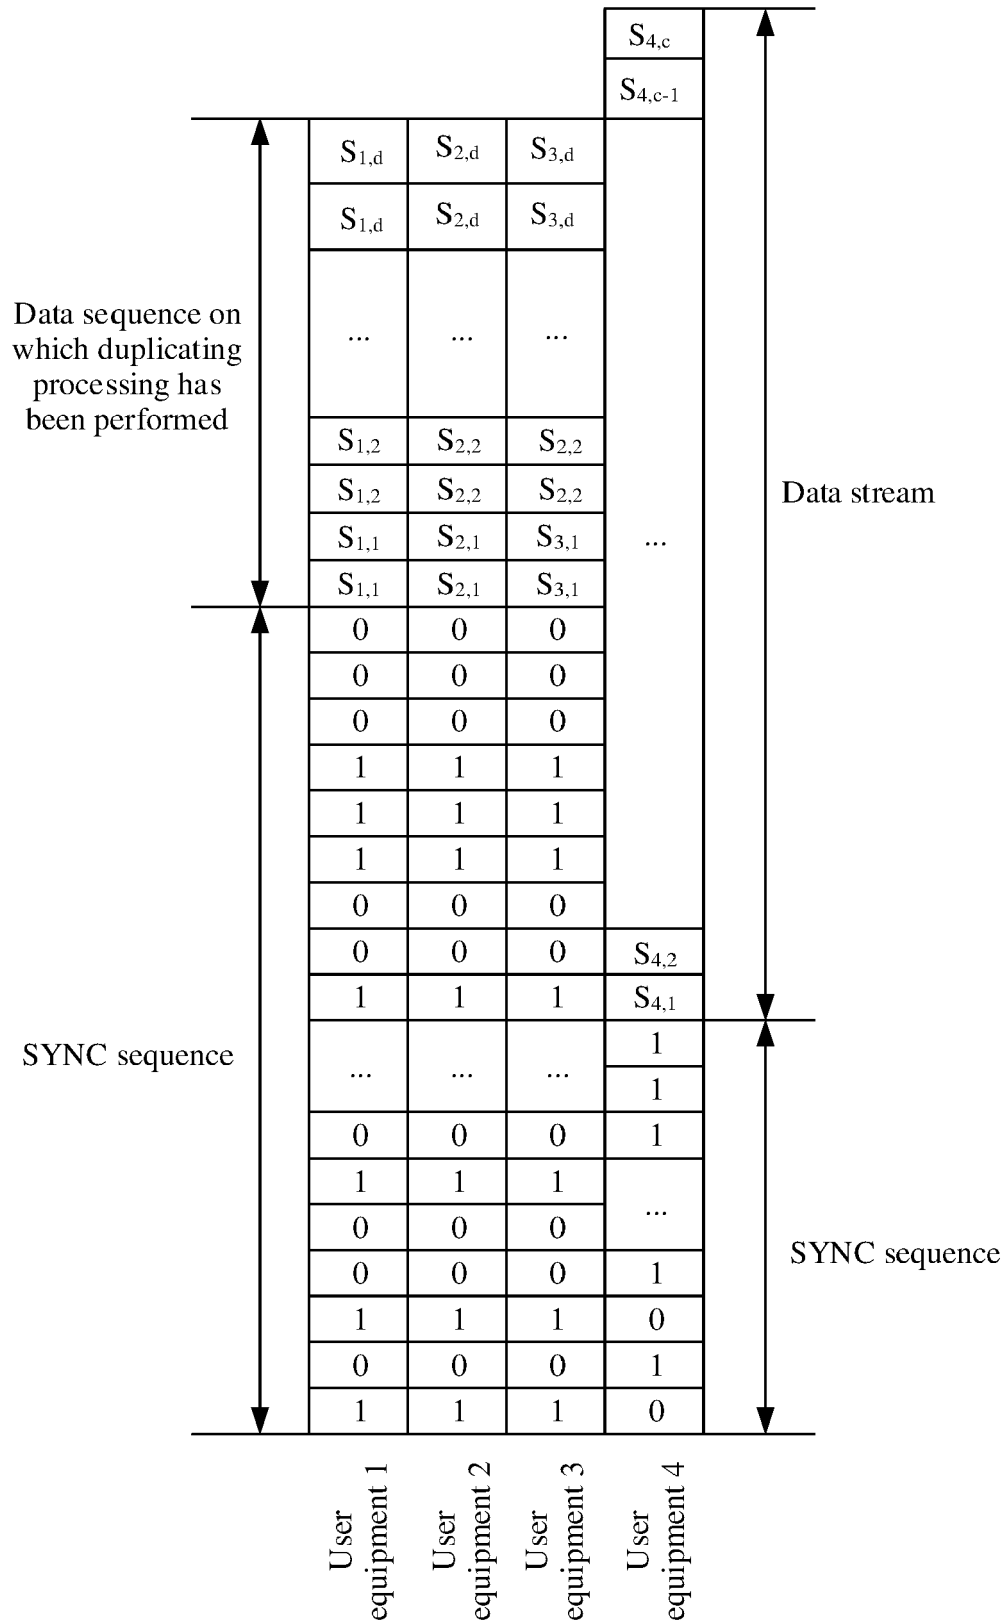 S4,c
S4,c-1
S1,d S2,d S3,d
S1,d S2,d S3,d
Data sequence on
which duplicating
processing has
been performed
... ... ...
S1,2 S2,2 S2,2
S1,2 S2,2 S2,2
Data stream
S1,1 S2,1 S3,1 ...
S1,1 S2,1 S3,1
0 0 0
0 0 0
0 0 0
1 1 1
1 1 1
1 1 1
0 0 0
0 0 0 S4,2
1 1 1 S4,1
SYNC sequence
... ... ...
1
1
0 0 0 1
1 1 1
0 0 0
...
SYNC sequence
0 0 0 1
1 1 1 0
0 0 0 1
1 1 1 0
User
equipment 1
User
equipment 2
User
equipment 3
User
equipment 4